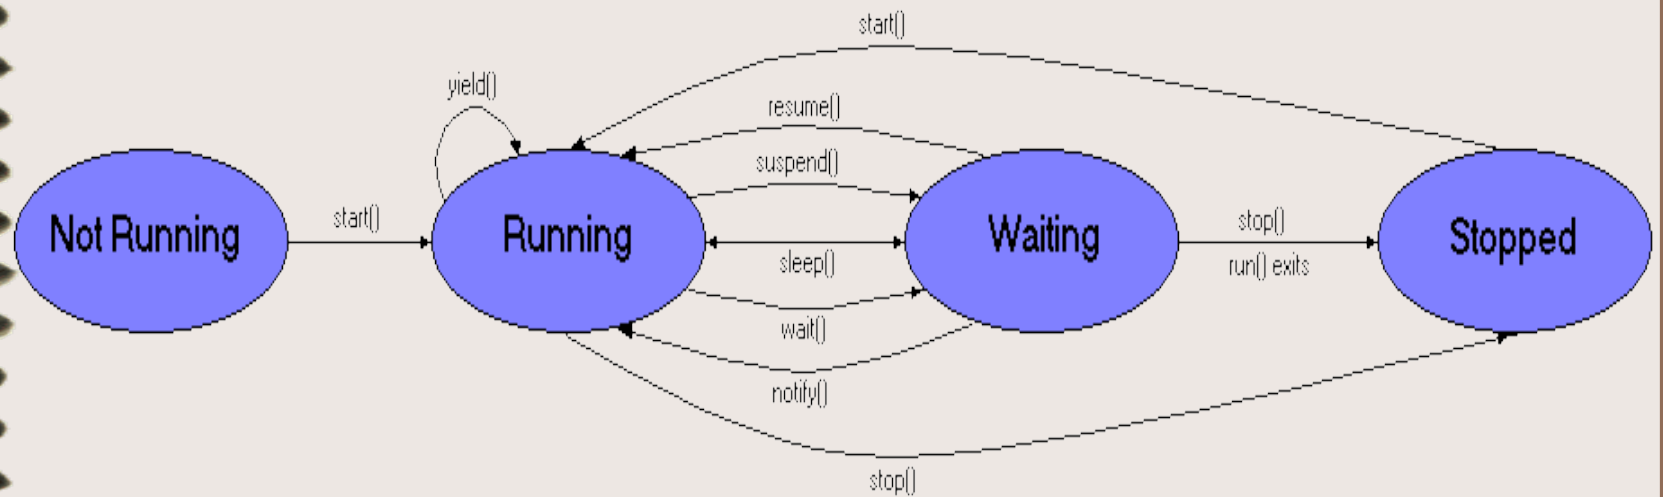 start()
yield()
resume()
suspend()
Not Running
start()
Running
sleep()
Waiting
stop()
run() exits
Stopped
wait()
notify()
stop()